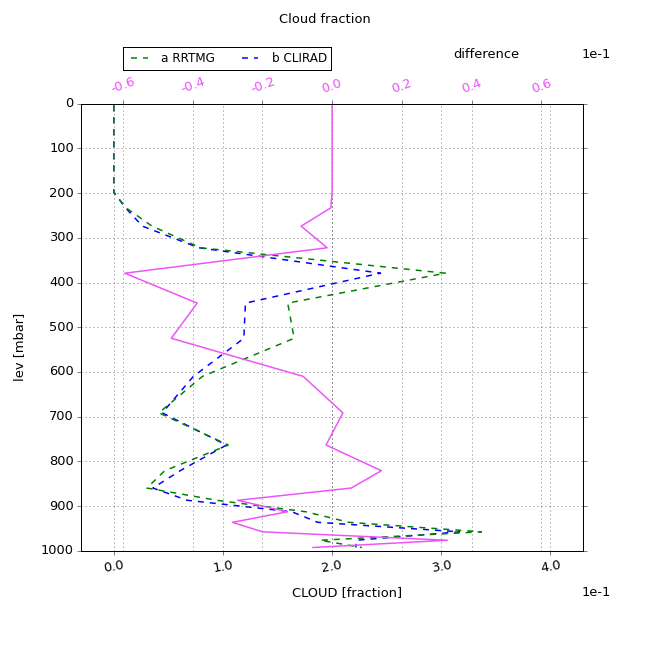 Cloud fraction
a RRTMG b CLIRAD
difference 1e-1
-0.6 -0.4 -0.2 0.0 0.2 0.4 0.6
0
100
200
300
400
500
600
700
800
900
1000
lev [mbar]
0.0 1.0 2.0 3.0 4.0
CLOUD [fraction] 1e-1